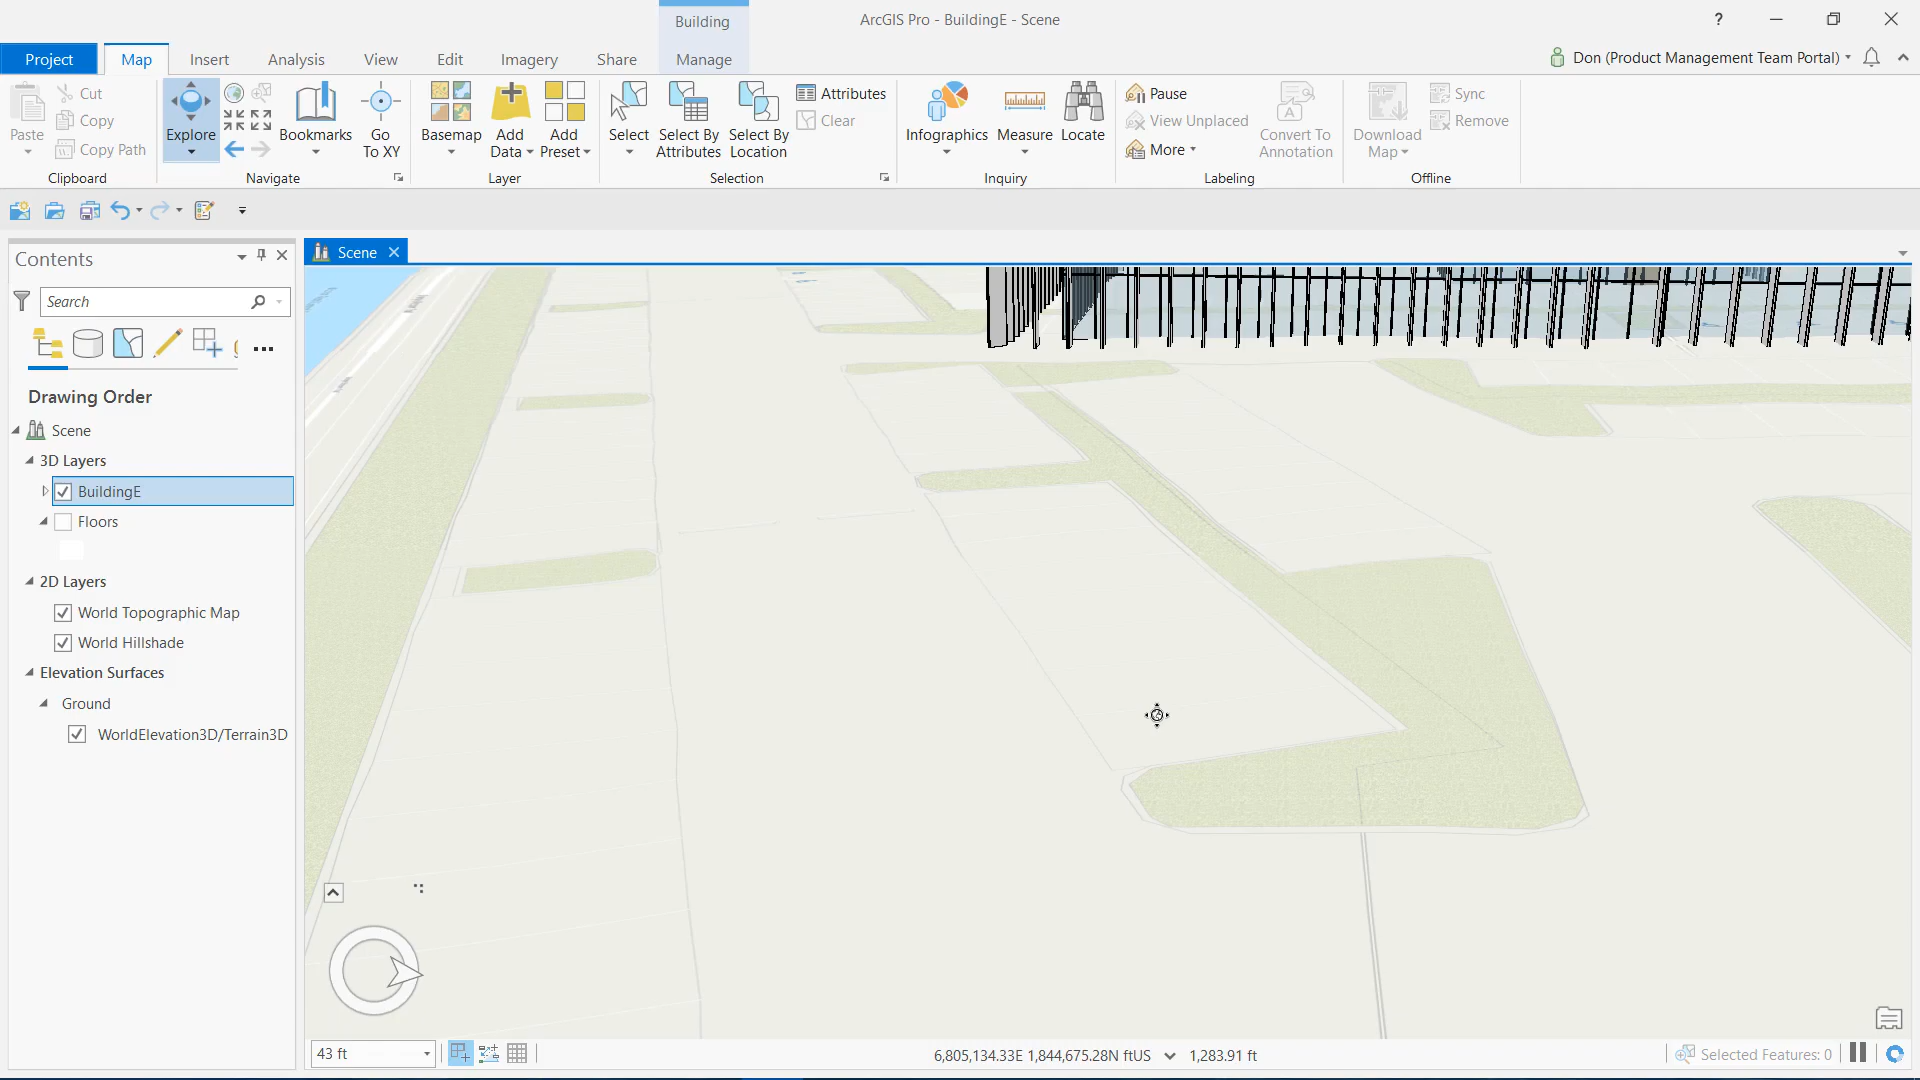 Building
ArcGIS Pro - BuildingE - Scene
?
Project
Map
Insert
Analysis
View
Edit
Imagery
Share
Manage
Don (Product Management Team Portal)
Paste
Cut
Copy
Copy Path
Clipboard
Explore
Bookmarks
Go
To XY
Navigate
Basemap
Add
Data
Add
Preset
Layer
Select
Select By
Attributes
Select By
Location
Attributes
Clear
Selection
Infographics
Measure
Locate
Inquiry
Pause
View Unplaced
More
Convert To
Annotation
Labeling
Download
Map
Sync
Remove
Offline
Contents
Search
Drawing Order
Scene
3D Layers
BuildingE
Floors
2D Layers
World Topographic Map
World Hillshade
Elevation Surfaces
Ground
WorldElevation3D/Terrain3D
Scene
43 ft
6,805,134.33E 1,844,675.28N ftUS
1,283.91 ft
Selected Features: 0